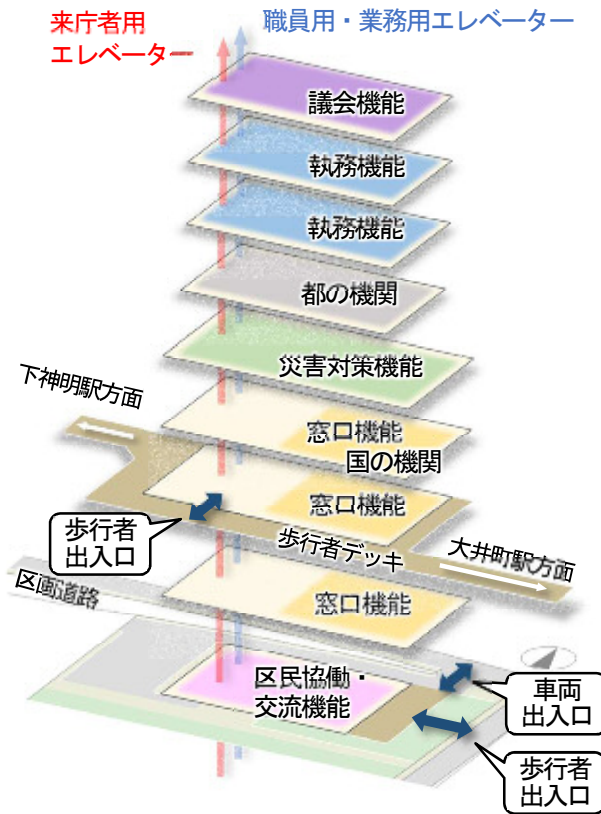 来庁者用
エレベーター
職員用・業務用エレベーター
議会機能
執務機能
執務機能
都の機関
災害対策機能
下神明駅方面
窓口機能
国の機関
窓口機能
歩行者
出入口
歩行者デッキ
大井町駅方面
区画道路
窓口機能
区民協働・
交流機能
車両
出入口
歩行者
出入口